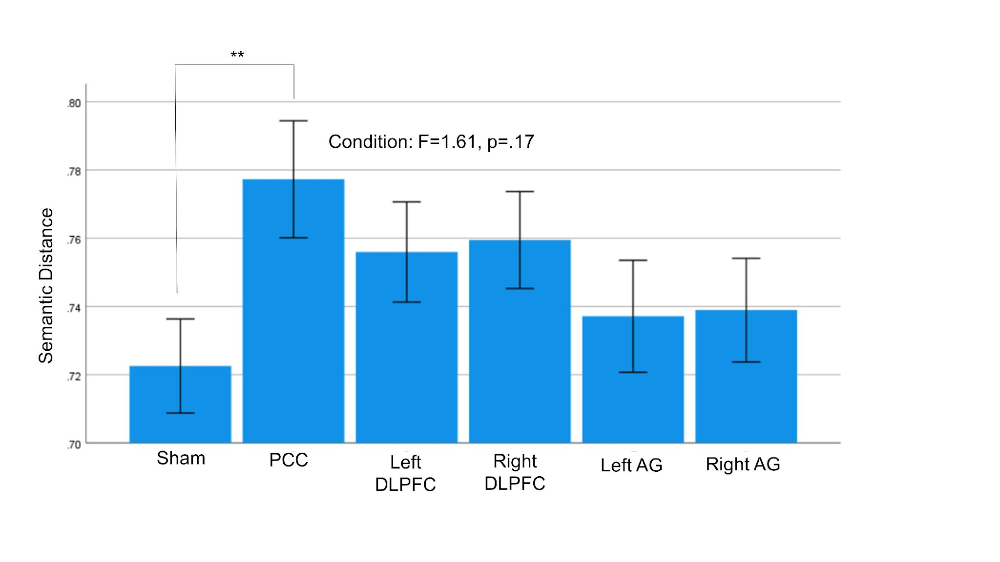 **
.80
Condition: F=1.61, p=.17
.78
.76
.74
.72
.70
Semantic Distance
Sham
PCC
Left
DLPFC
Right
DLPFC
Left AG
Right AG